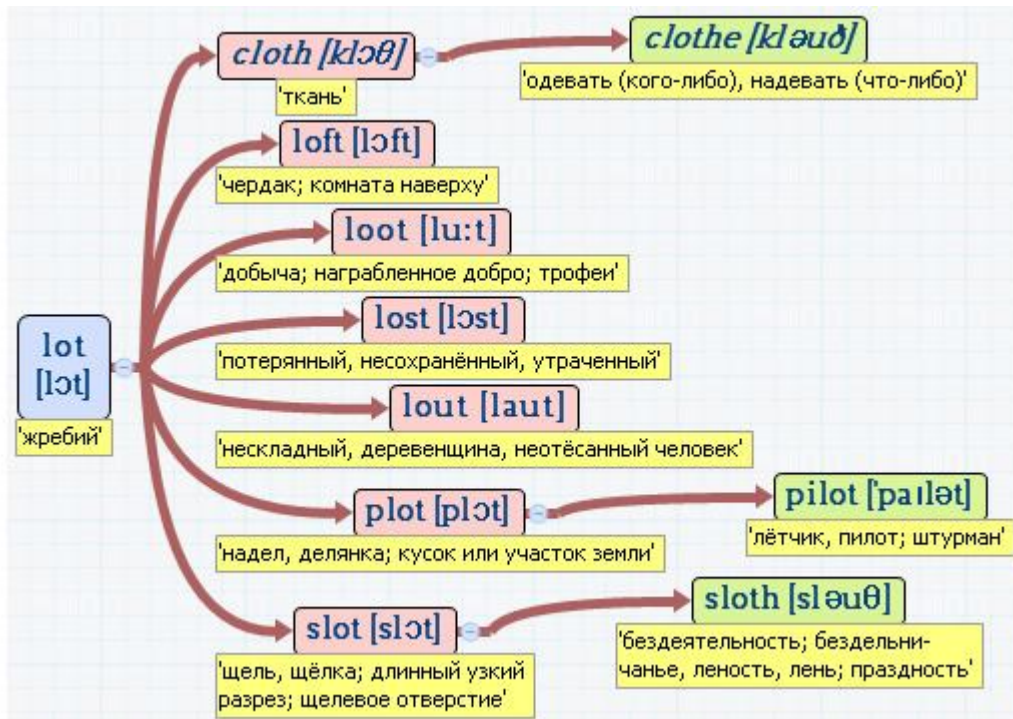 cloth [klɔθ]
'ткань'
clothe [kləuð]
'одевать (кого-либо), надевать (что-либо)'
loft [lɔft]
'чердак; комната наверху'
loot [lu:t]
'добыча; награбленное добро; трофеи'
lost [lɔst]
'потерянный, несохранённый, утраченный'
lot
[lɔt]
'жребий'
lout [laut]
'нескладный, деревенщина, неотёсанный человек'
plot [plɔt]
'надел, делянка; кусок или участок земли'
pilot ['paɪlət]
'лётчик, пилот; штурман'
slot [slɔt]
'щель, щёлка; длинный узкий
разрез; щелевое отверстие'
sloth [sləuθ]
'бездеятельность; бездельни-
чанье, леность, лень; праздность'